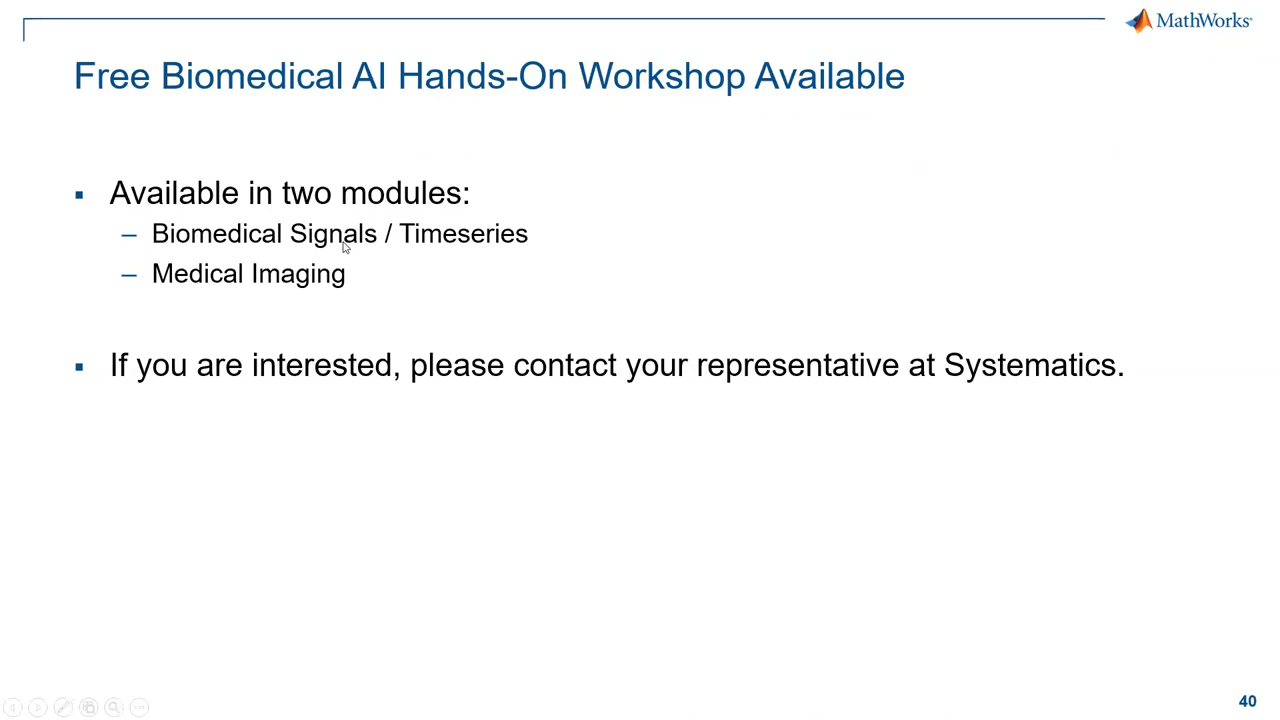 MathWorks
Free Biomedical AI Hands-On Workshop Available
▪ Available in two modules:
– Biomedical Signals / Timeseries
– Medical Imaging
▪ If you are interested, please contact your representative at Systematics.
40